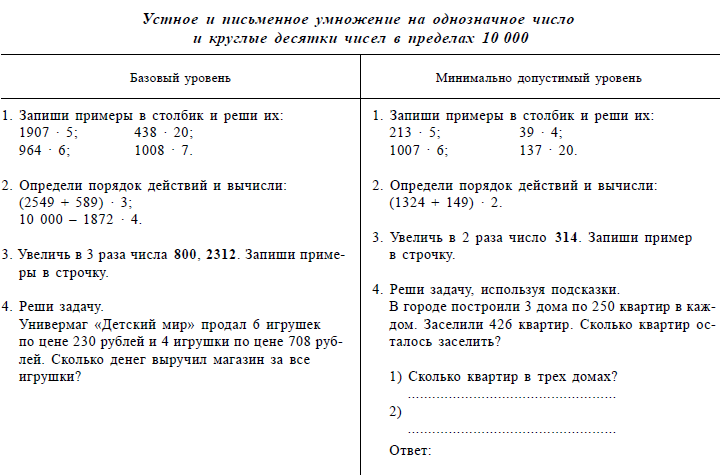 Устное и письменное умножение на однозначное число
и круглые десятки чисел в пределах 10 000
Базовый уровень
1. Запиши примеры в столбик и реши их:
1907 · 5; 438 · 20;
964 · 6; 1008 · 7.
2. Определи порядок действий и вычисли:
(2549 + 589) · 3;
10 000 – 1872 · 4.
3. Увеличь в 3 раза числа 800, 2312. Запиши приме-
ры в строчку.
4. Реши задачу.
Универмаг «Детский мир» продал 6 игрушек
по цене 230 рублей и 4 игрушки по цене 708 руб-
лей. Сколько денег выручил магазин за все
игрушки?
Минимально допустимый уровень
1. Запиши примеры в столбик и реши их:
213 · 5; 39 · 4;
1007 · 6; 137 · 20.
2. Определи порядок действий и вычисли:
(1324 + 149) · 2.
3. Увеличь в 2 раза число 314. Запиши пример
в строчку.
4. Реши задачу, используя подсказки.
В городе построили 3 дома по 250 квартир в каж-
дом. Заселили 426 квартир. Сколько квартир ос-
талось заселить?
1) Сколько квартир в трех домах?
....................................................
2)
....................................................
Ответ: